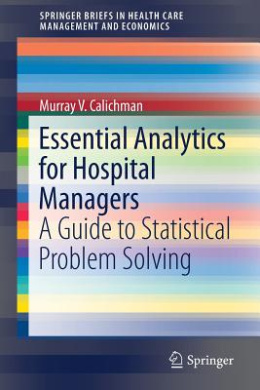 SPRINGER BRIEFS IN HEALTH CARE
MANAGEMENT AND ECONOMICS
Murray V. Calichman
Essential Analytics
for Hospital
Managers
A Guide to Statistical
Problem Solving
Springer